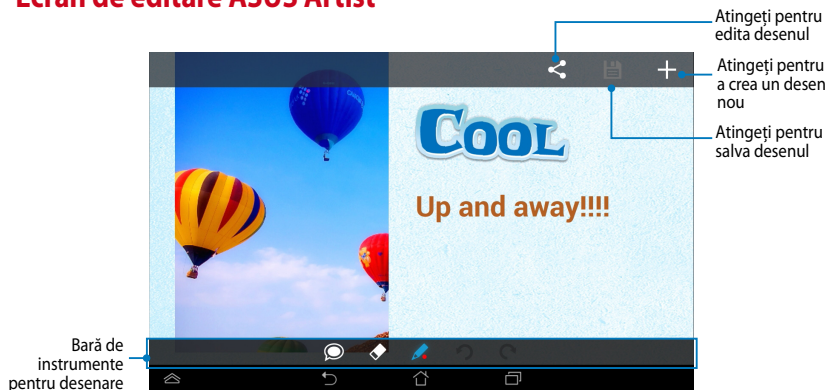 Ecran de editare ASUS Artist
Atingeți pentru
edita desenul
Atingeți pentru
a crea un desen
nou
Atingeți pentru
salva desenul
COOL
Up and away!!!!
Bară de
instrumente
pentru desenare